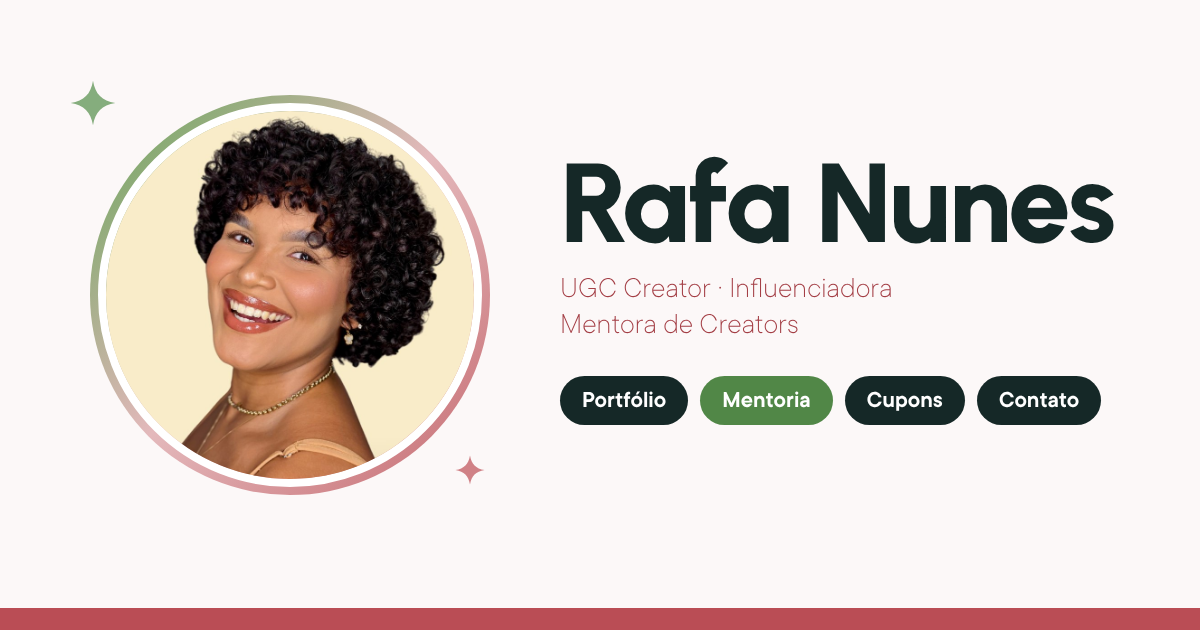 Rafa Nunes
UGC Creator · Influenciadora
Mentora de Creators
Portfólio Mentoria Cupons Contato